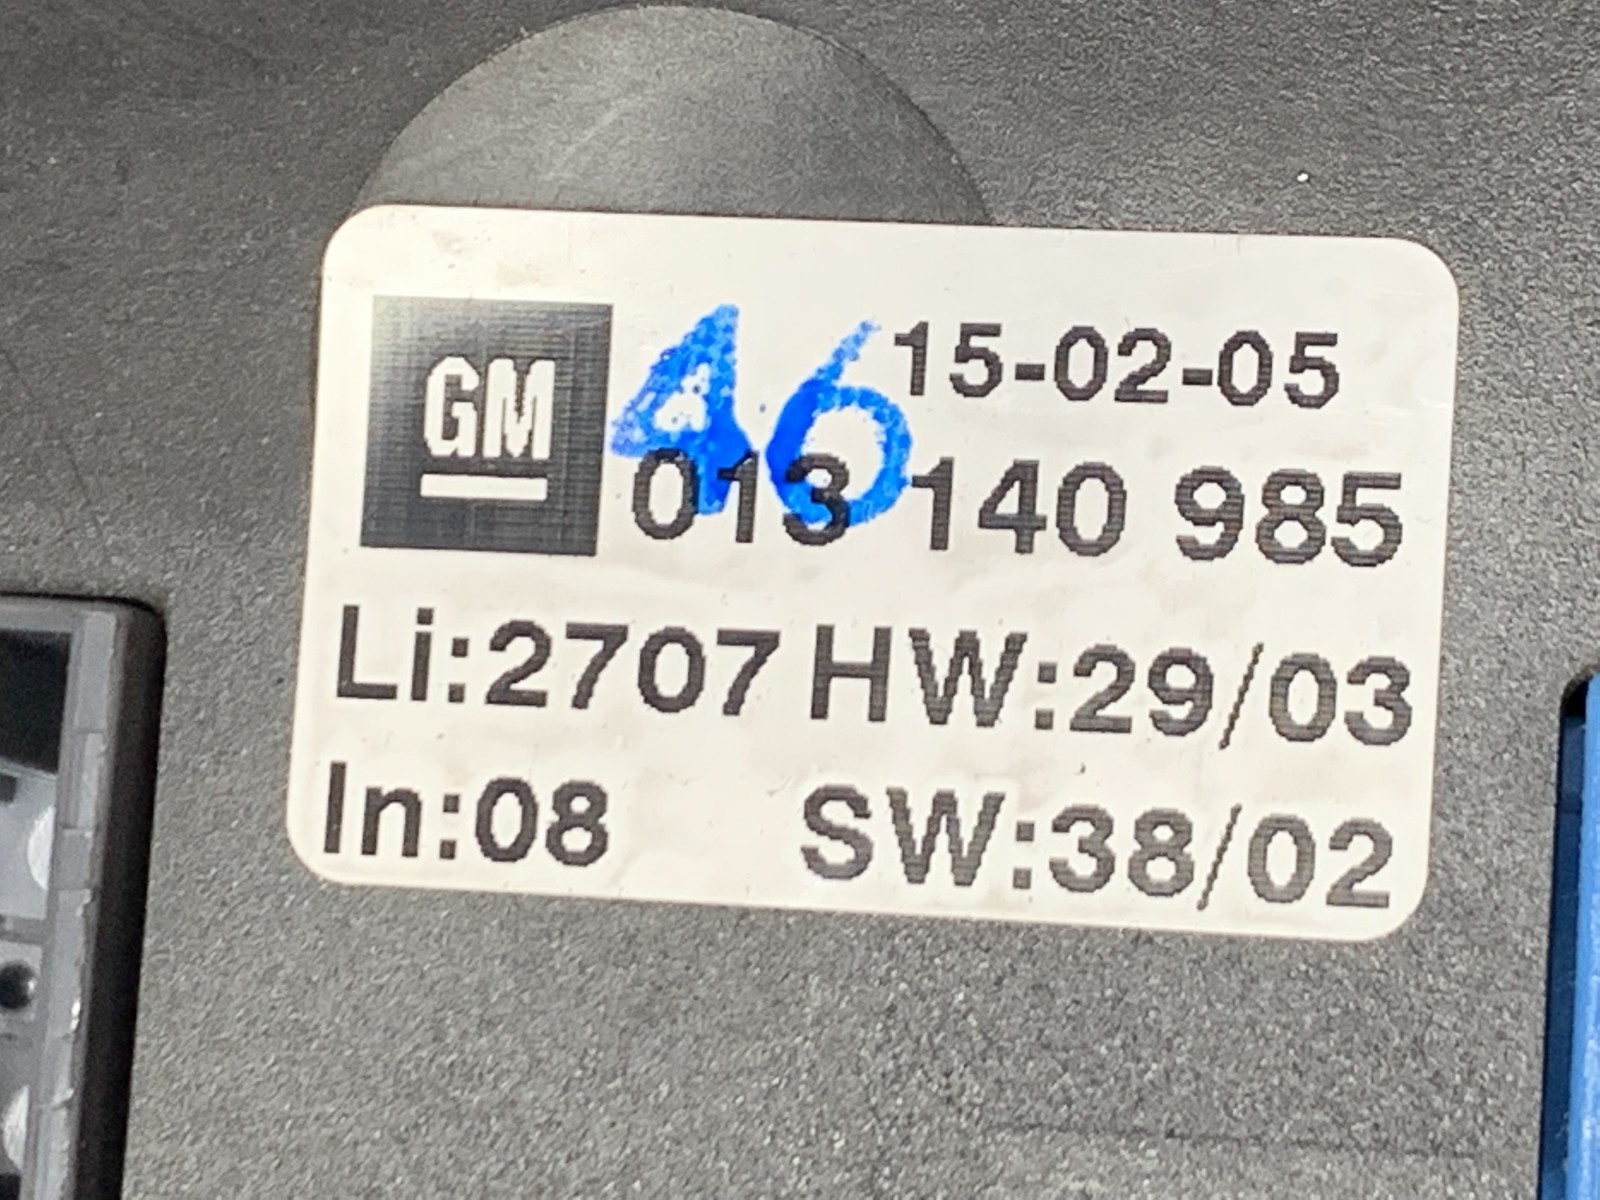 GM
46
15-02-05
013 140 985
Li:2707 HW:29/03
In:08 SW:38/02